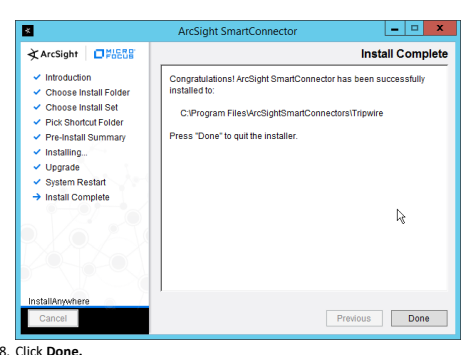 ArcSight SmartConnector
ArcSight MICRO FOCUS
Install Complete
Introduction
Choose Install Folder
Choose Install Set
Pick Shortcut Folder
Pre-Install Summary
Installing...
Upgrade
System Restart
Install Complete
Congratulations! ArcSight SmartConnector has been successfully
installed to:
C:\Program Files\ArcSightSmartConnectors\Tripwire
Press "Done" to quit the installer.
InstallAnywhere
Cancel
Previous
Done
8. Click Done.